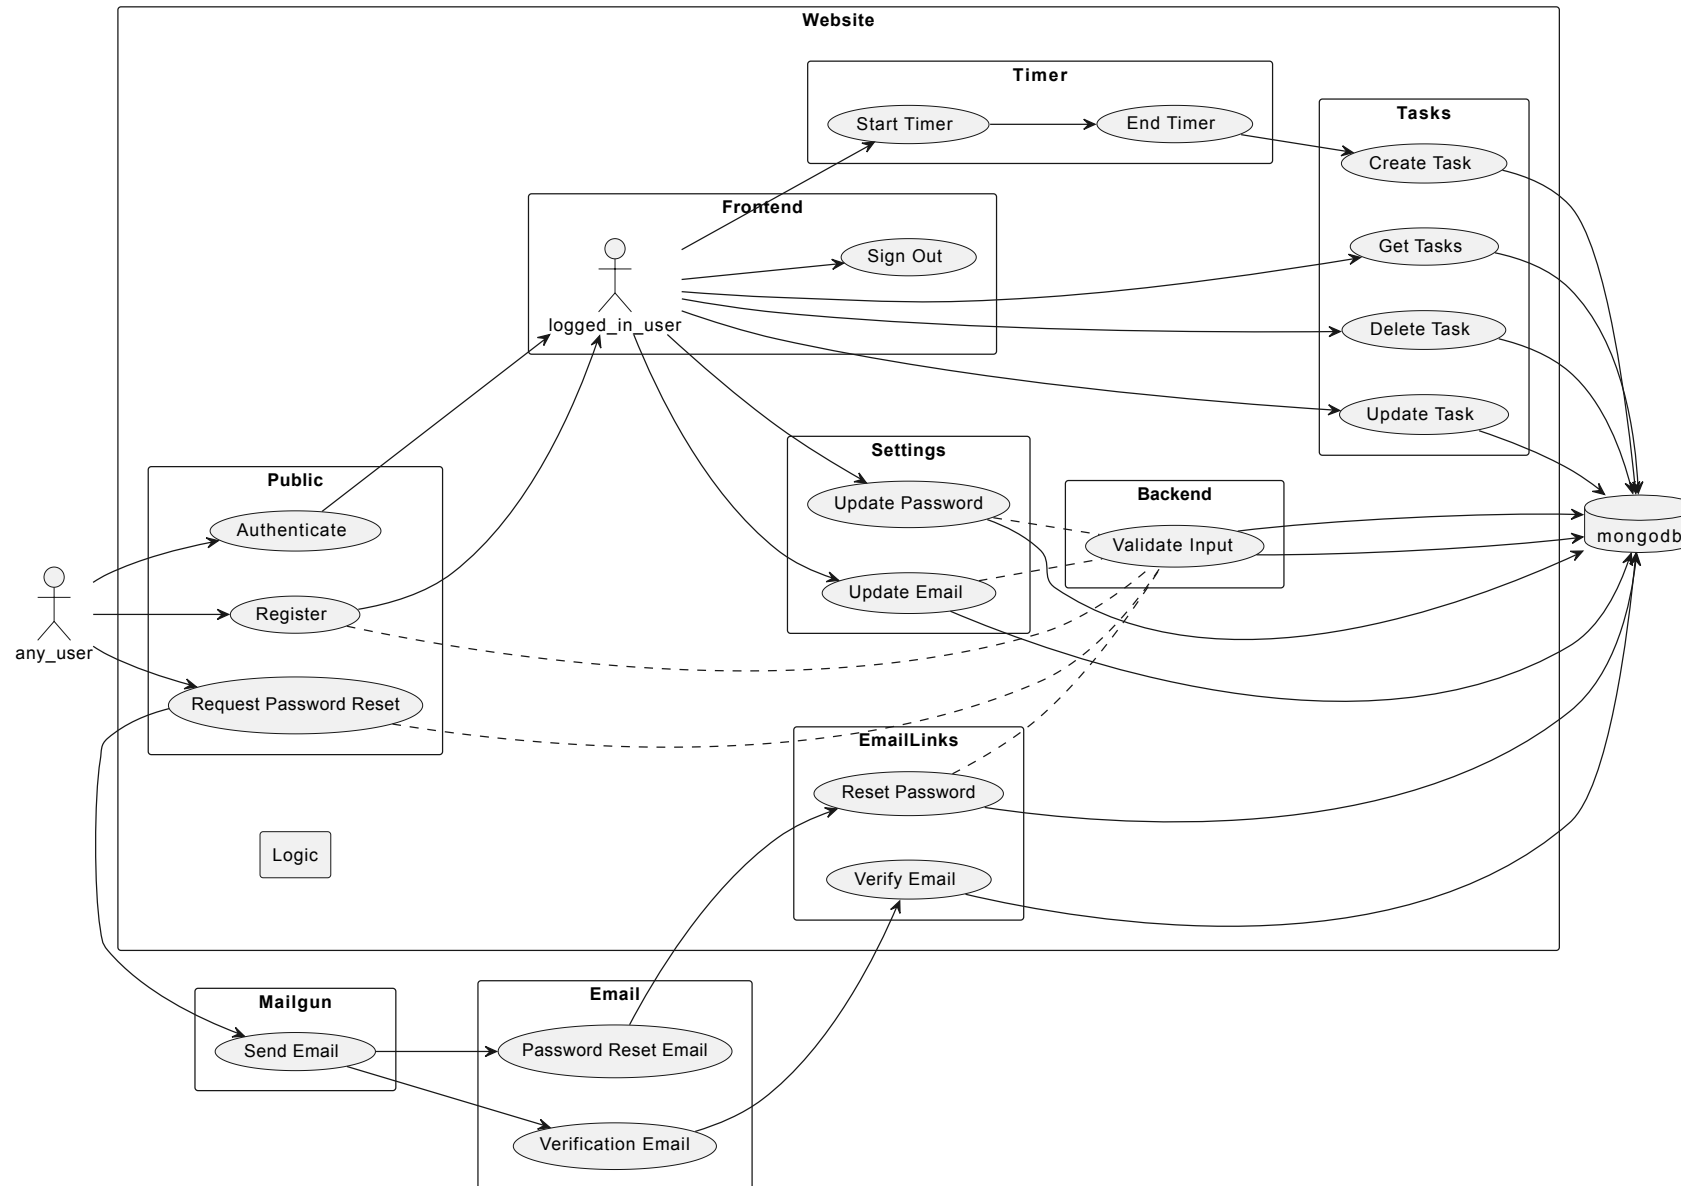 Website
Timer
Start Timer
End Timer
Tasks
Create Task
Get Tasks
Delete Task
Update Task
Frontend
Sign Out
logged_in_user
Settings
Update Password
Update Email
Backend
Validate Input
mongodb
Public
Authenticate
Register
Request Password Reset
any_user
EmailLinks
Reset Password
Verify Email
Logic
Mailgun
Send Email
Email
Password Reset Email
Verification Email